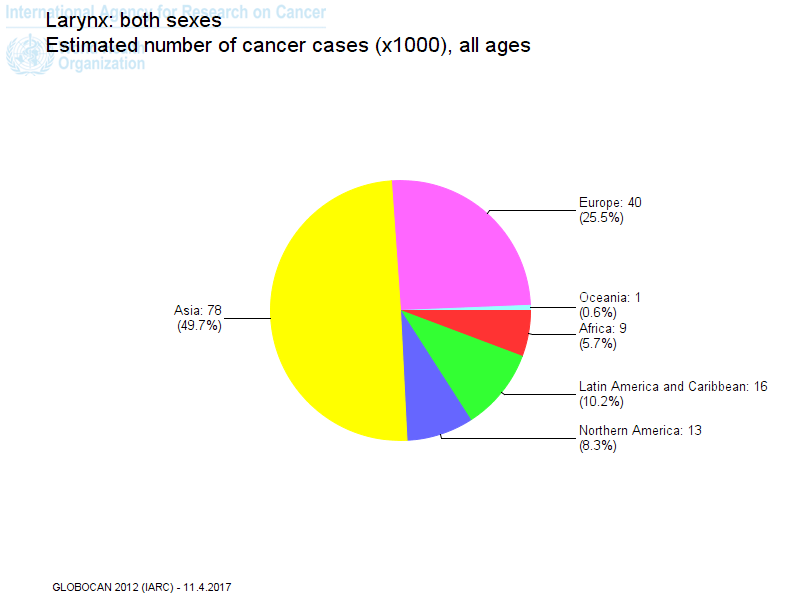 International Agency for Research on Cancer
Larynx: both sexes
Estimated number of cancer cases (x1000), all ages
Organization
Europe: 40
(25.5%)
Oceania: 1
(0.6%)
Asia: 78
(49.7%)
Africa: 9
(5.7%)
Latin America and Caribbean: 16
(10.2%)
Northern America: 13
(8.3%)
GLOBOCAN 2012 (IARC) - 11.4.2017